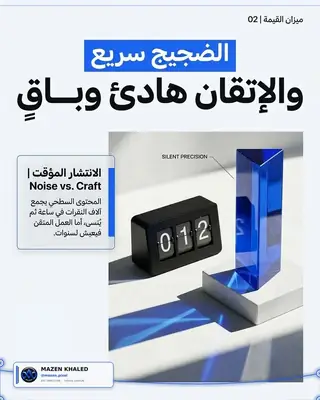 ميزان القيمة | 02
الضجيج سريع
والإتقان هادئ وبــاقٍ
SILENT PRECISION
الانتشار المؤقت |
Noise vs. Craft
المحتوى السطحي يجمع
آلاف النقرات في ساعة ثم
يُنسى، أما العمل المتقن
فيعيش لسنوات.
012
MAZEN KHALED